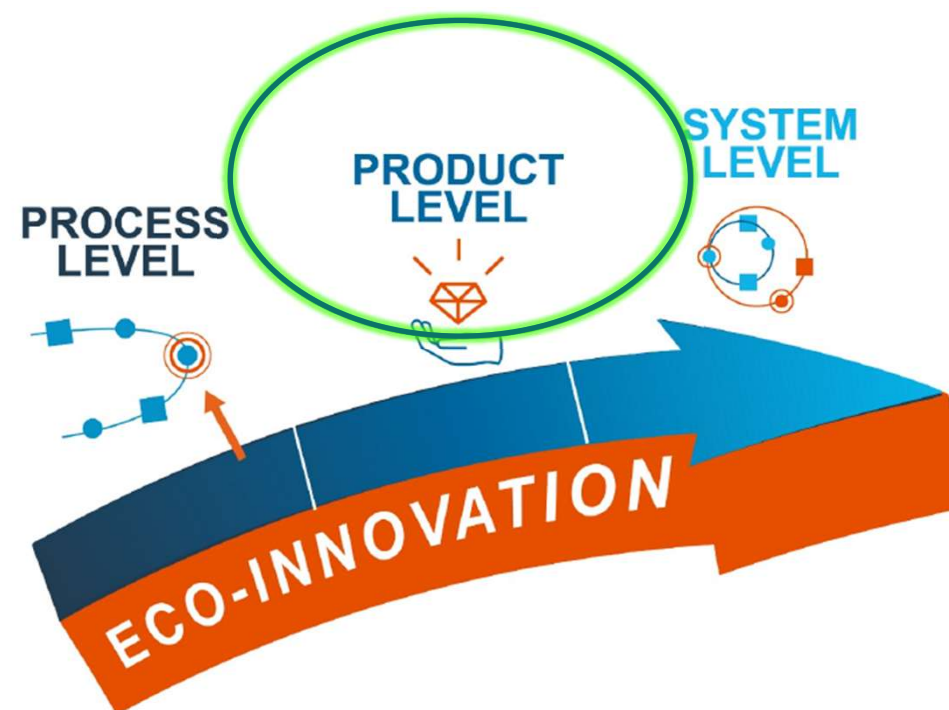 PROCESS
LEVEL
PRODUCT
LEVEL
SYSTEM
LEVEL
ECO-INNOVATION